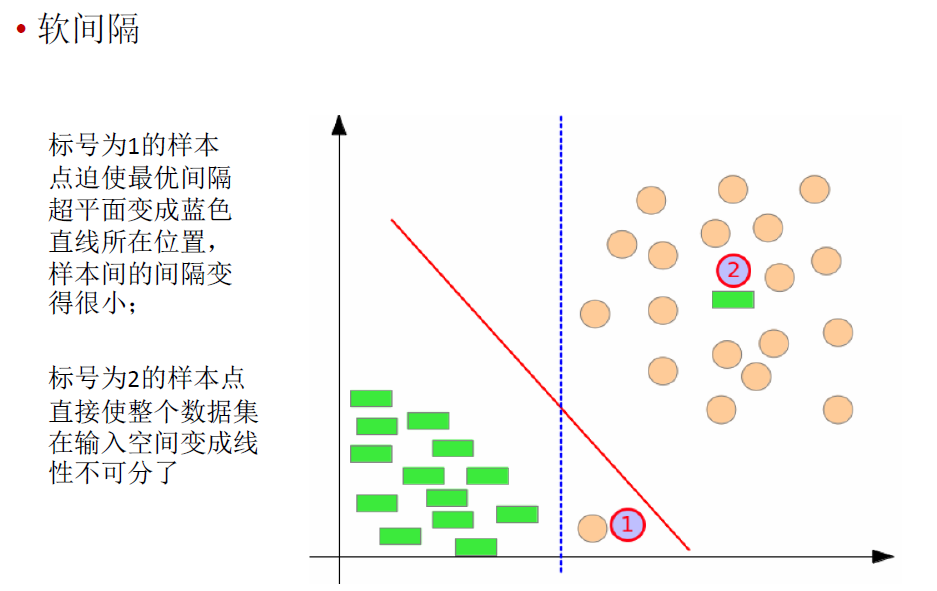 • 软间隔
标号为1的样本
点迫使最优间隔
超平面变成蓝色
直线所在位置，
样本间的间隔变
得很小；
标号为2的样本点
直接使整个数据集
在输入空间变成线
性不可分了
2
1